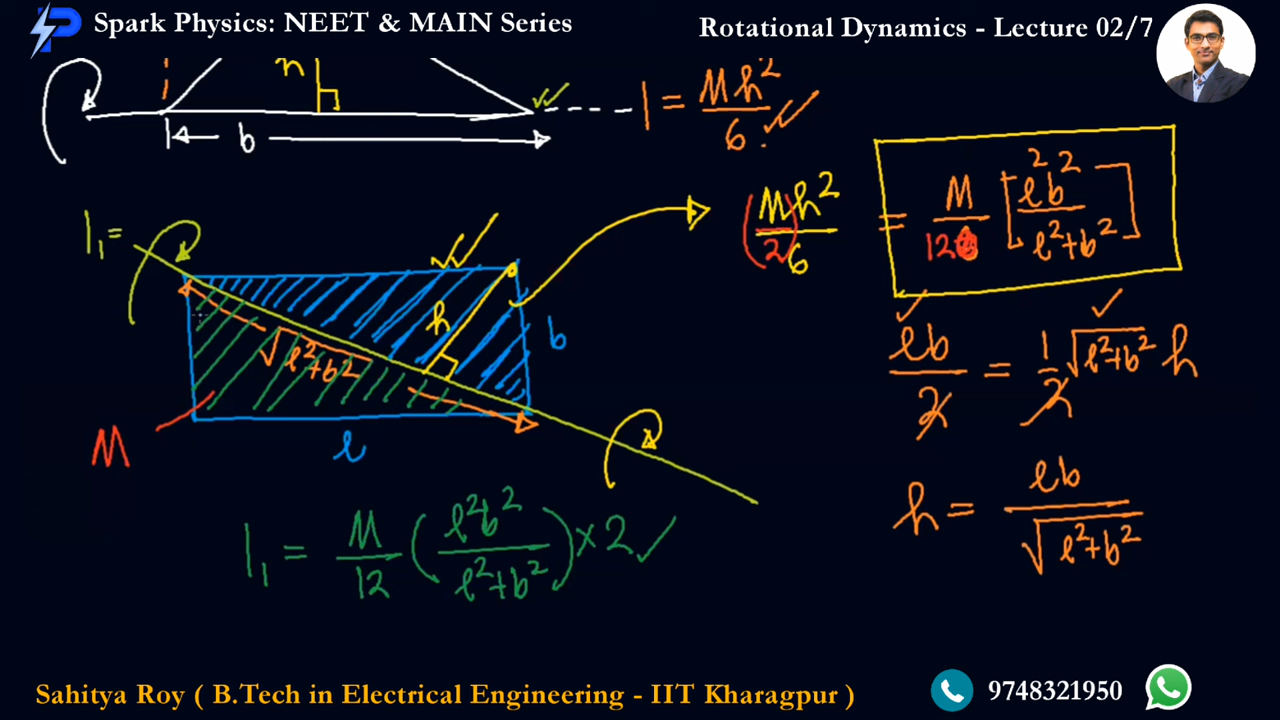 Spark Physics: NEET & MAIN Series
Rotational Dynamics - Lecture 02/7
h
b
I = Mh²/6
I₁ =
(M/2)h²/6 = M/12 [l²b²/l²+b²]
h
b
√l²+b²
M
l
lb/2 = 1/2 √l²+b² h
h = lb/√l²+b²
I₁ = M/12 (l²b²/l²+b²) × 2
Sahitya Roy ( B.Tech in Electrical Engineering - IIT Kharagpur )
9748321950